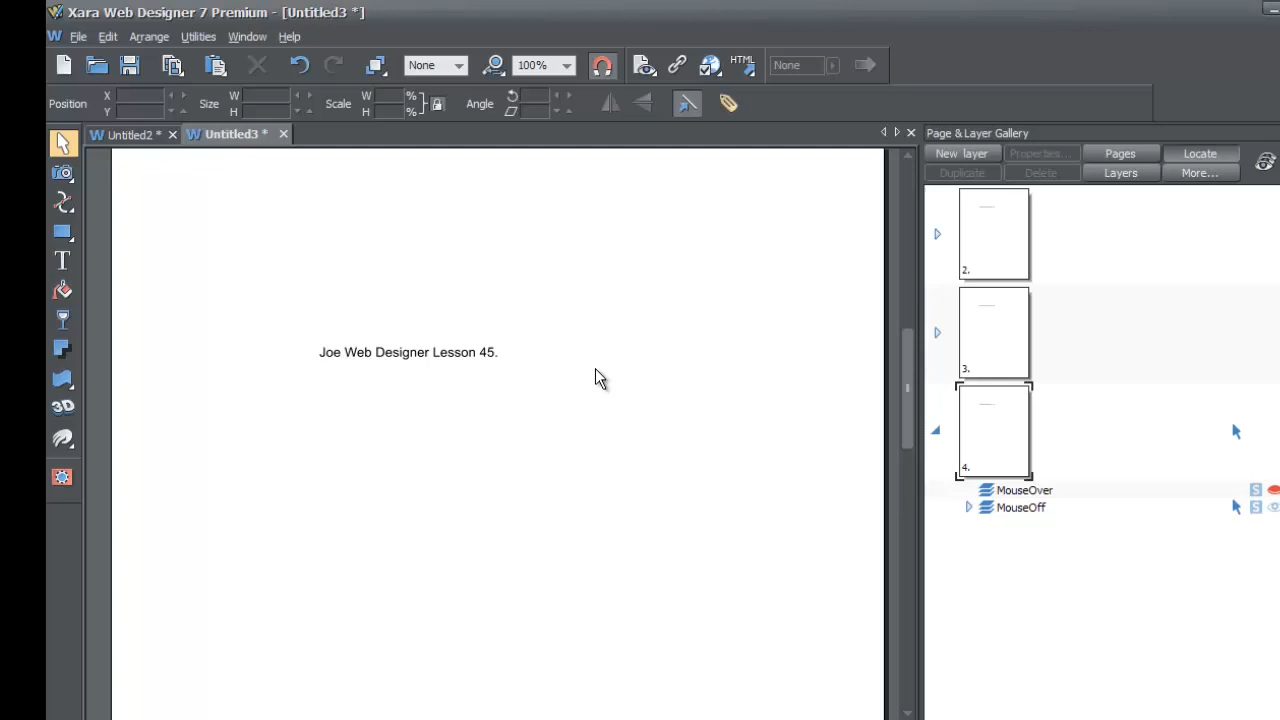 Xara Web Designer 7 Premium - [Untitled3 *]
W File Edit Arrange Utilities Window Help
None 100% HTML None
Position X Y Size W H Scale W H % % Angle
W Untitled2 * W Untitled3 *
Page & Layer Gallery
New layer Properties... Pages Locate
Duplicate Delete Layers More...
T
3D
Joe Web Designer Lesson 45.
2.
3.
4.
MouseOver S
MouseOff S